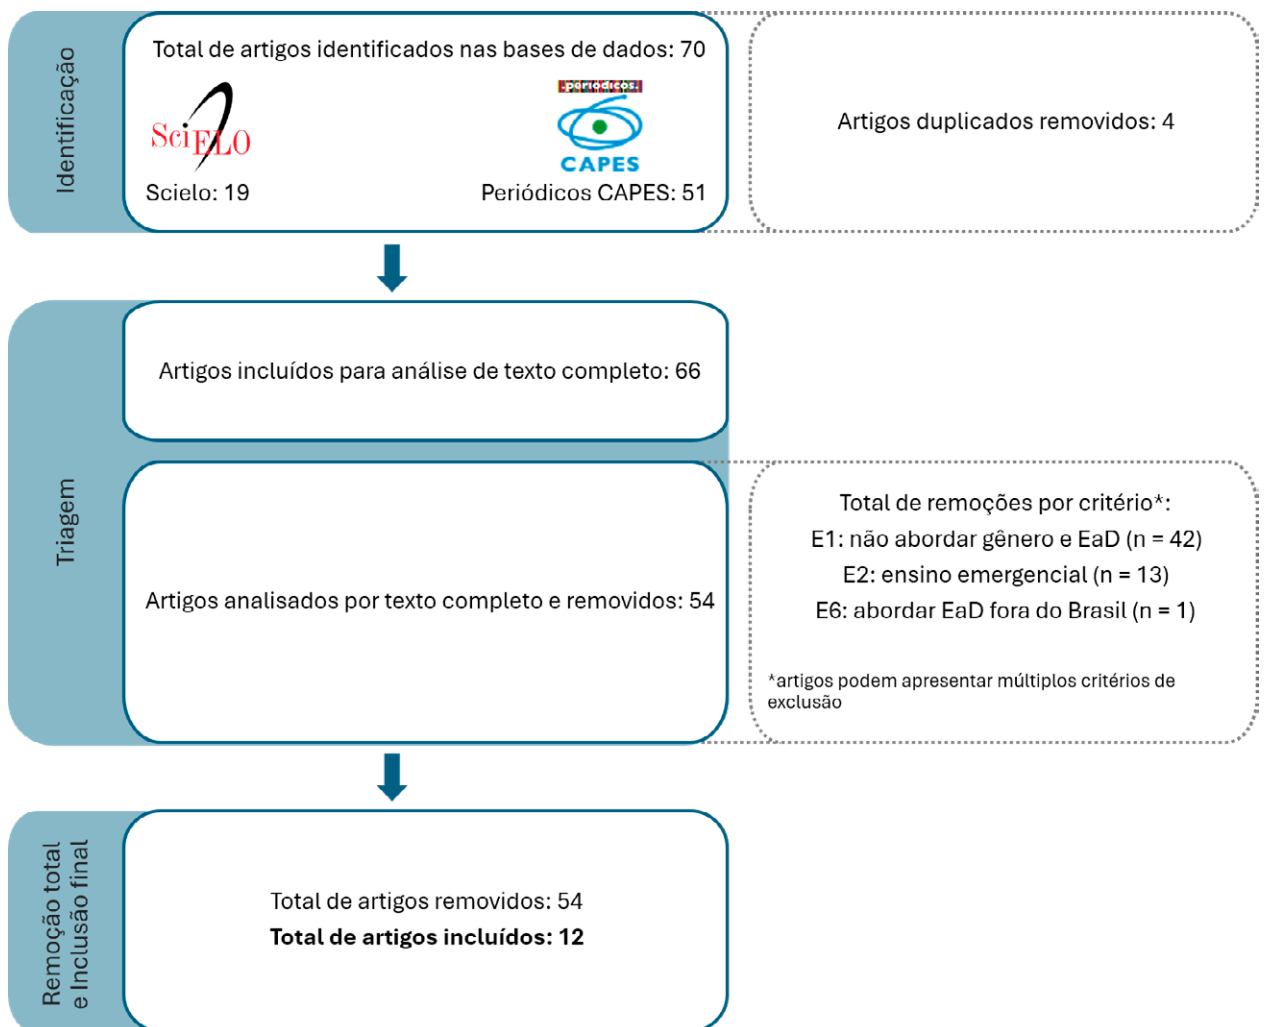 Identificação
Total de artigos identificados nas bases de dados: 70
SciELO
.periodicos.
CAPES
Scielo: 19
Periódicos CAPES: 51
Artigos duplicados removidos: 4
Triagem
Artigos incluídos para análise de texto completo: 66
Artigos analisados por texto completo e removidos: 54
Total de remoções por critério*:
E1: não abordar gênero e EaD (n = 42)
E2: ensino emergencial (n = 13)
E6: abordar EaD fora do Brasil (n = 1)
*artigos podem apresentar múltiplos critérios de
exclusão
Remoção total
e Inclusão final
Total de artigos removidos: 54
Total de artigos incluídos: 12